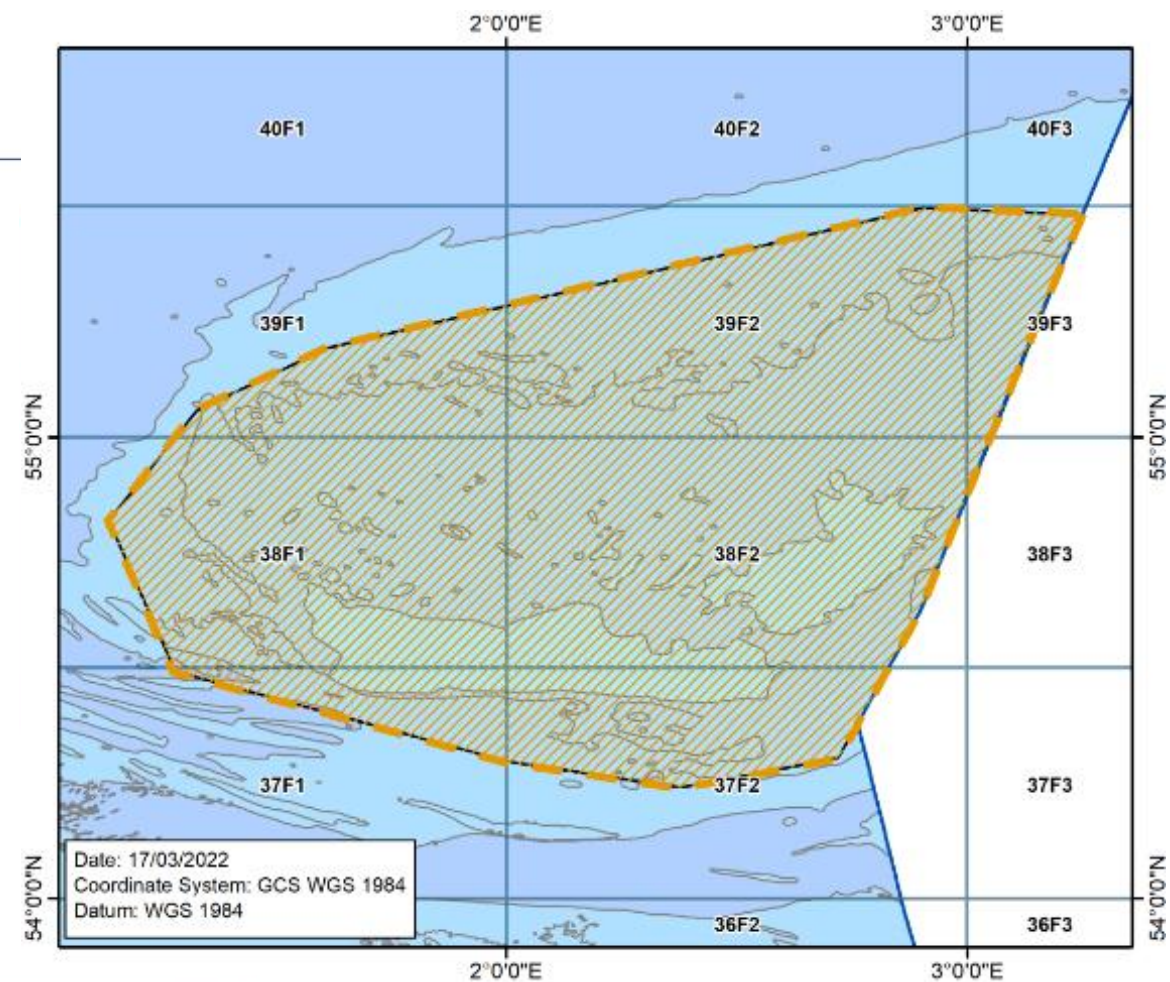 2°0'0"E 3°0'0"E
40F1 40F2 40F3
39F1 39F2 39F3
55°0'0"N 55°0'0"N
38F1 38F2 38F3
37F1 37F2 37F3
Date: 17/03/2022
Coordinate System: GCS WGS 1984
Datum: WGS 1984
54°0'0"N 54°0'0"N
36F2 36F3
2°0'0"E 3°0'0"E